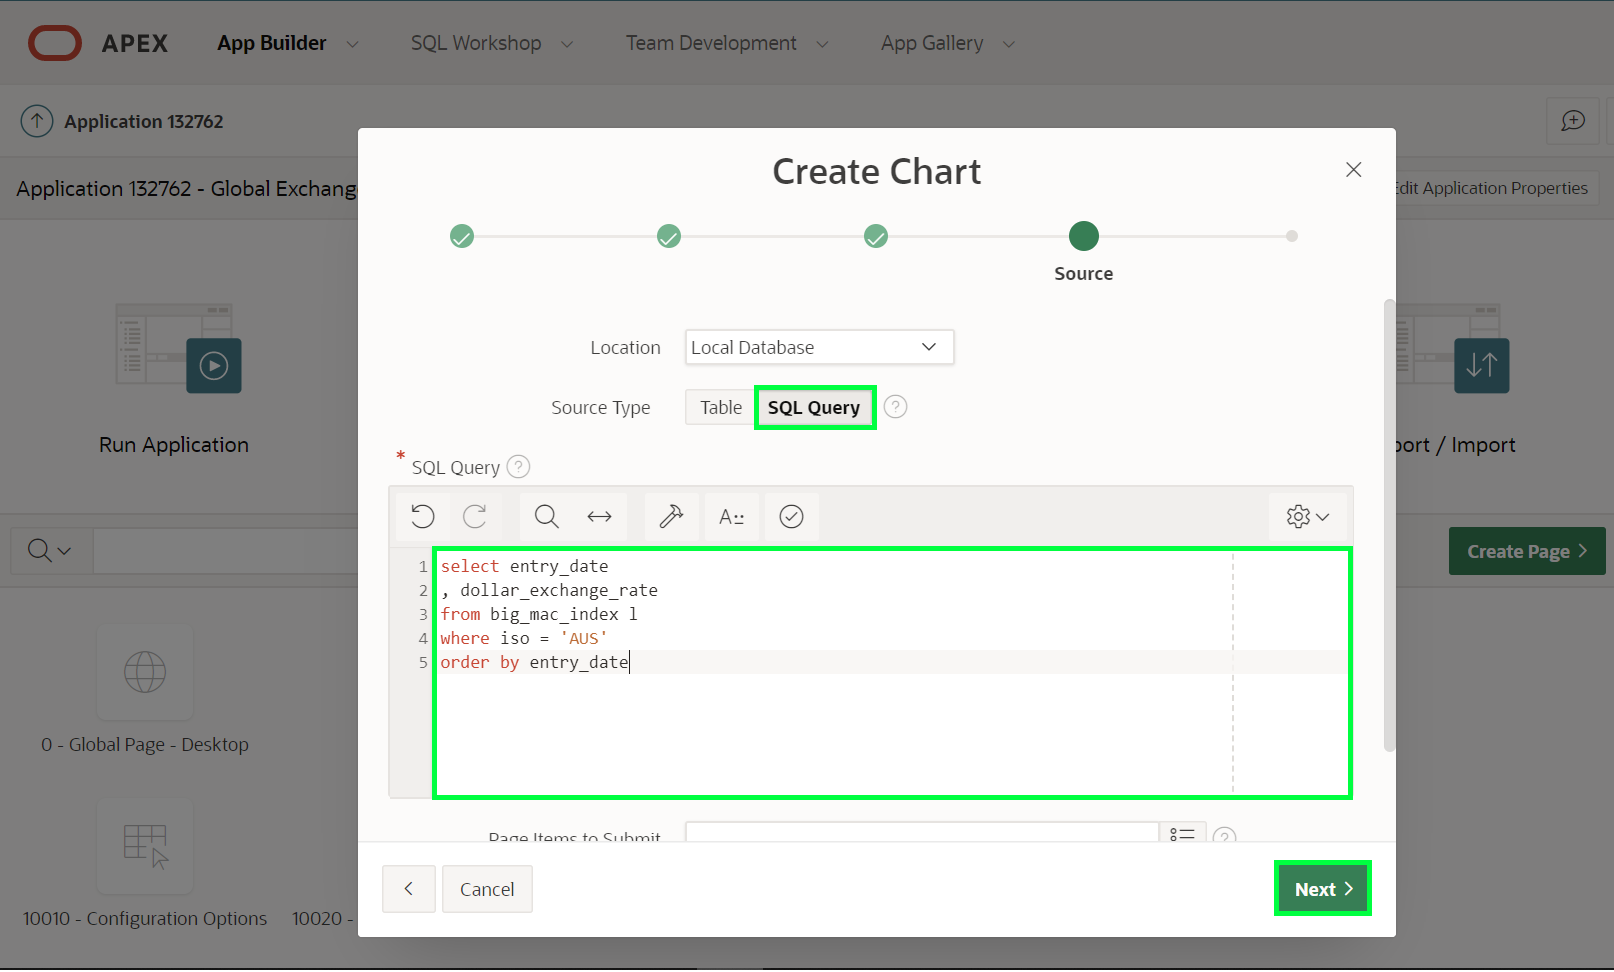 APEX
App Builder
SQL Workshop
Team Development
App Gallery
Application 132762
Application 132762 - Global Exchang
Edit Application Properties
Create Chart
Source
Location
Local Database
Source Type
Table
SQL Query
?
* SQL Query ?
Run Application
port / Import
A::
1 select entry_date
2 , dollar_exchange_rate
3 from big_mac_index l
4 where iso = 'AUS'
5 order by entry_date
Create Page
0 - Global Page - Desktop
Page Items to Submit
?
Cancel
Next
10010 - Configuration Options
10020 -